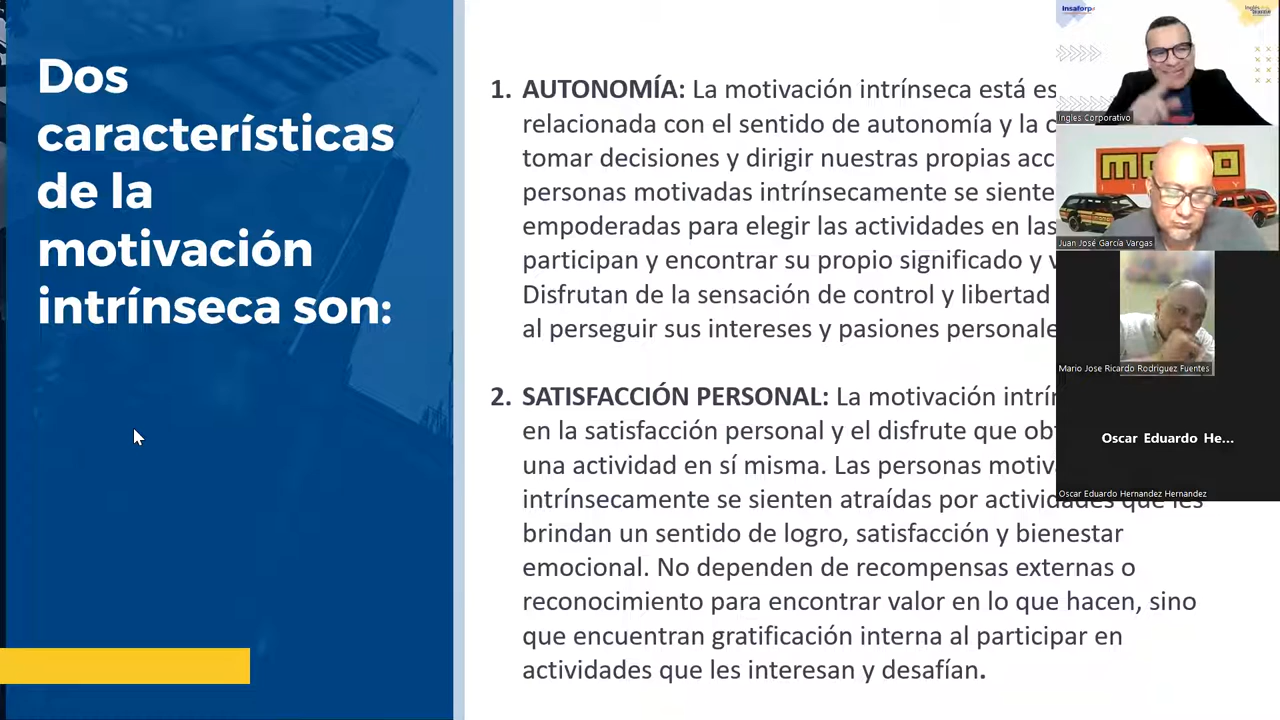 Dos
características
de la
motivación
intrínseca son:
1. AUTONOMÍA: La motivación intrínseca está es
relacionada con el sentido de autonomía y la c
tomar decisiones y dirigir nuestras propias acc
personas motivadas intrínsecamente se siente
empoderadas para elegir las actividades en las
participan y encontrar su propio significado y v
Disfrutan de la sensación de control y libertad
al perseguir sus intereses y pasiones personale
2. SATISFACCIÓN PERSONAL: La motivación intrín
en la satisfacción personal y el disfrute que ob
una actividad en sí misma. Las personas motiv
intrínsecamente se sienten atraídas por actividades que les
brindan un sentido de logro, satisfacción y bienestar
emocional. No dependen de recompensas externas o
reconocimiento para encontrar valor en lo que hacen, sino
que encuentran gratificación interna al participar en
actividades que les interesan y desafían.
Insaforp
Ingles Corporativo
Juan José García Vargas
Mario Jose Ricardo Rodriguez Fuentes
Oscar Eduardo He...
Oscar Eduardo Hernandez Hernandez